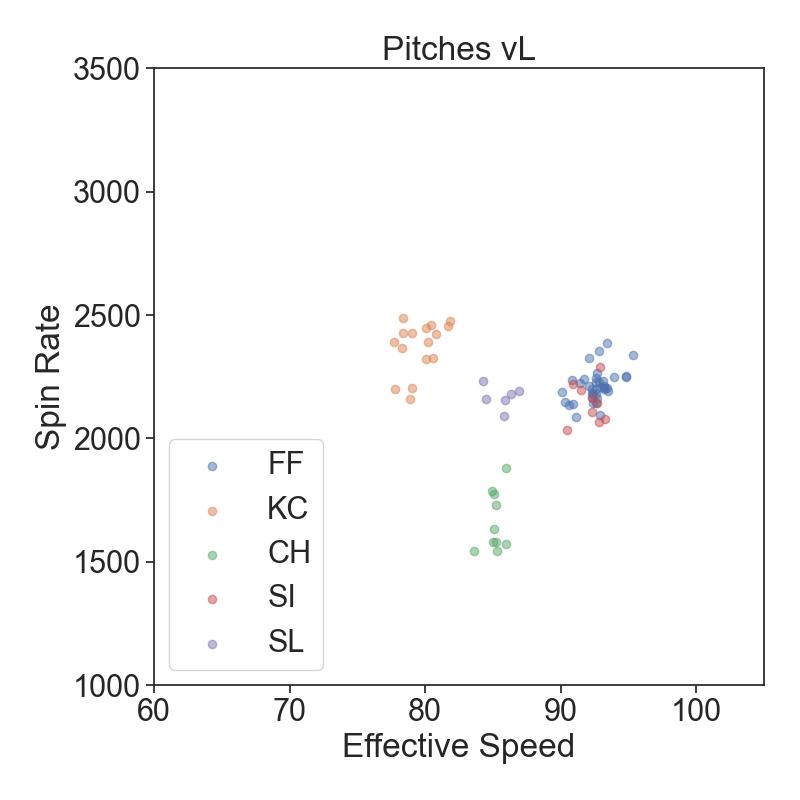 Pitches vL
3500
3000
2500
2000
1500
1000
Spin Rate
FF
KC
CH
SI
SL
60 70 80 90 100
Effective Speed